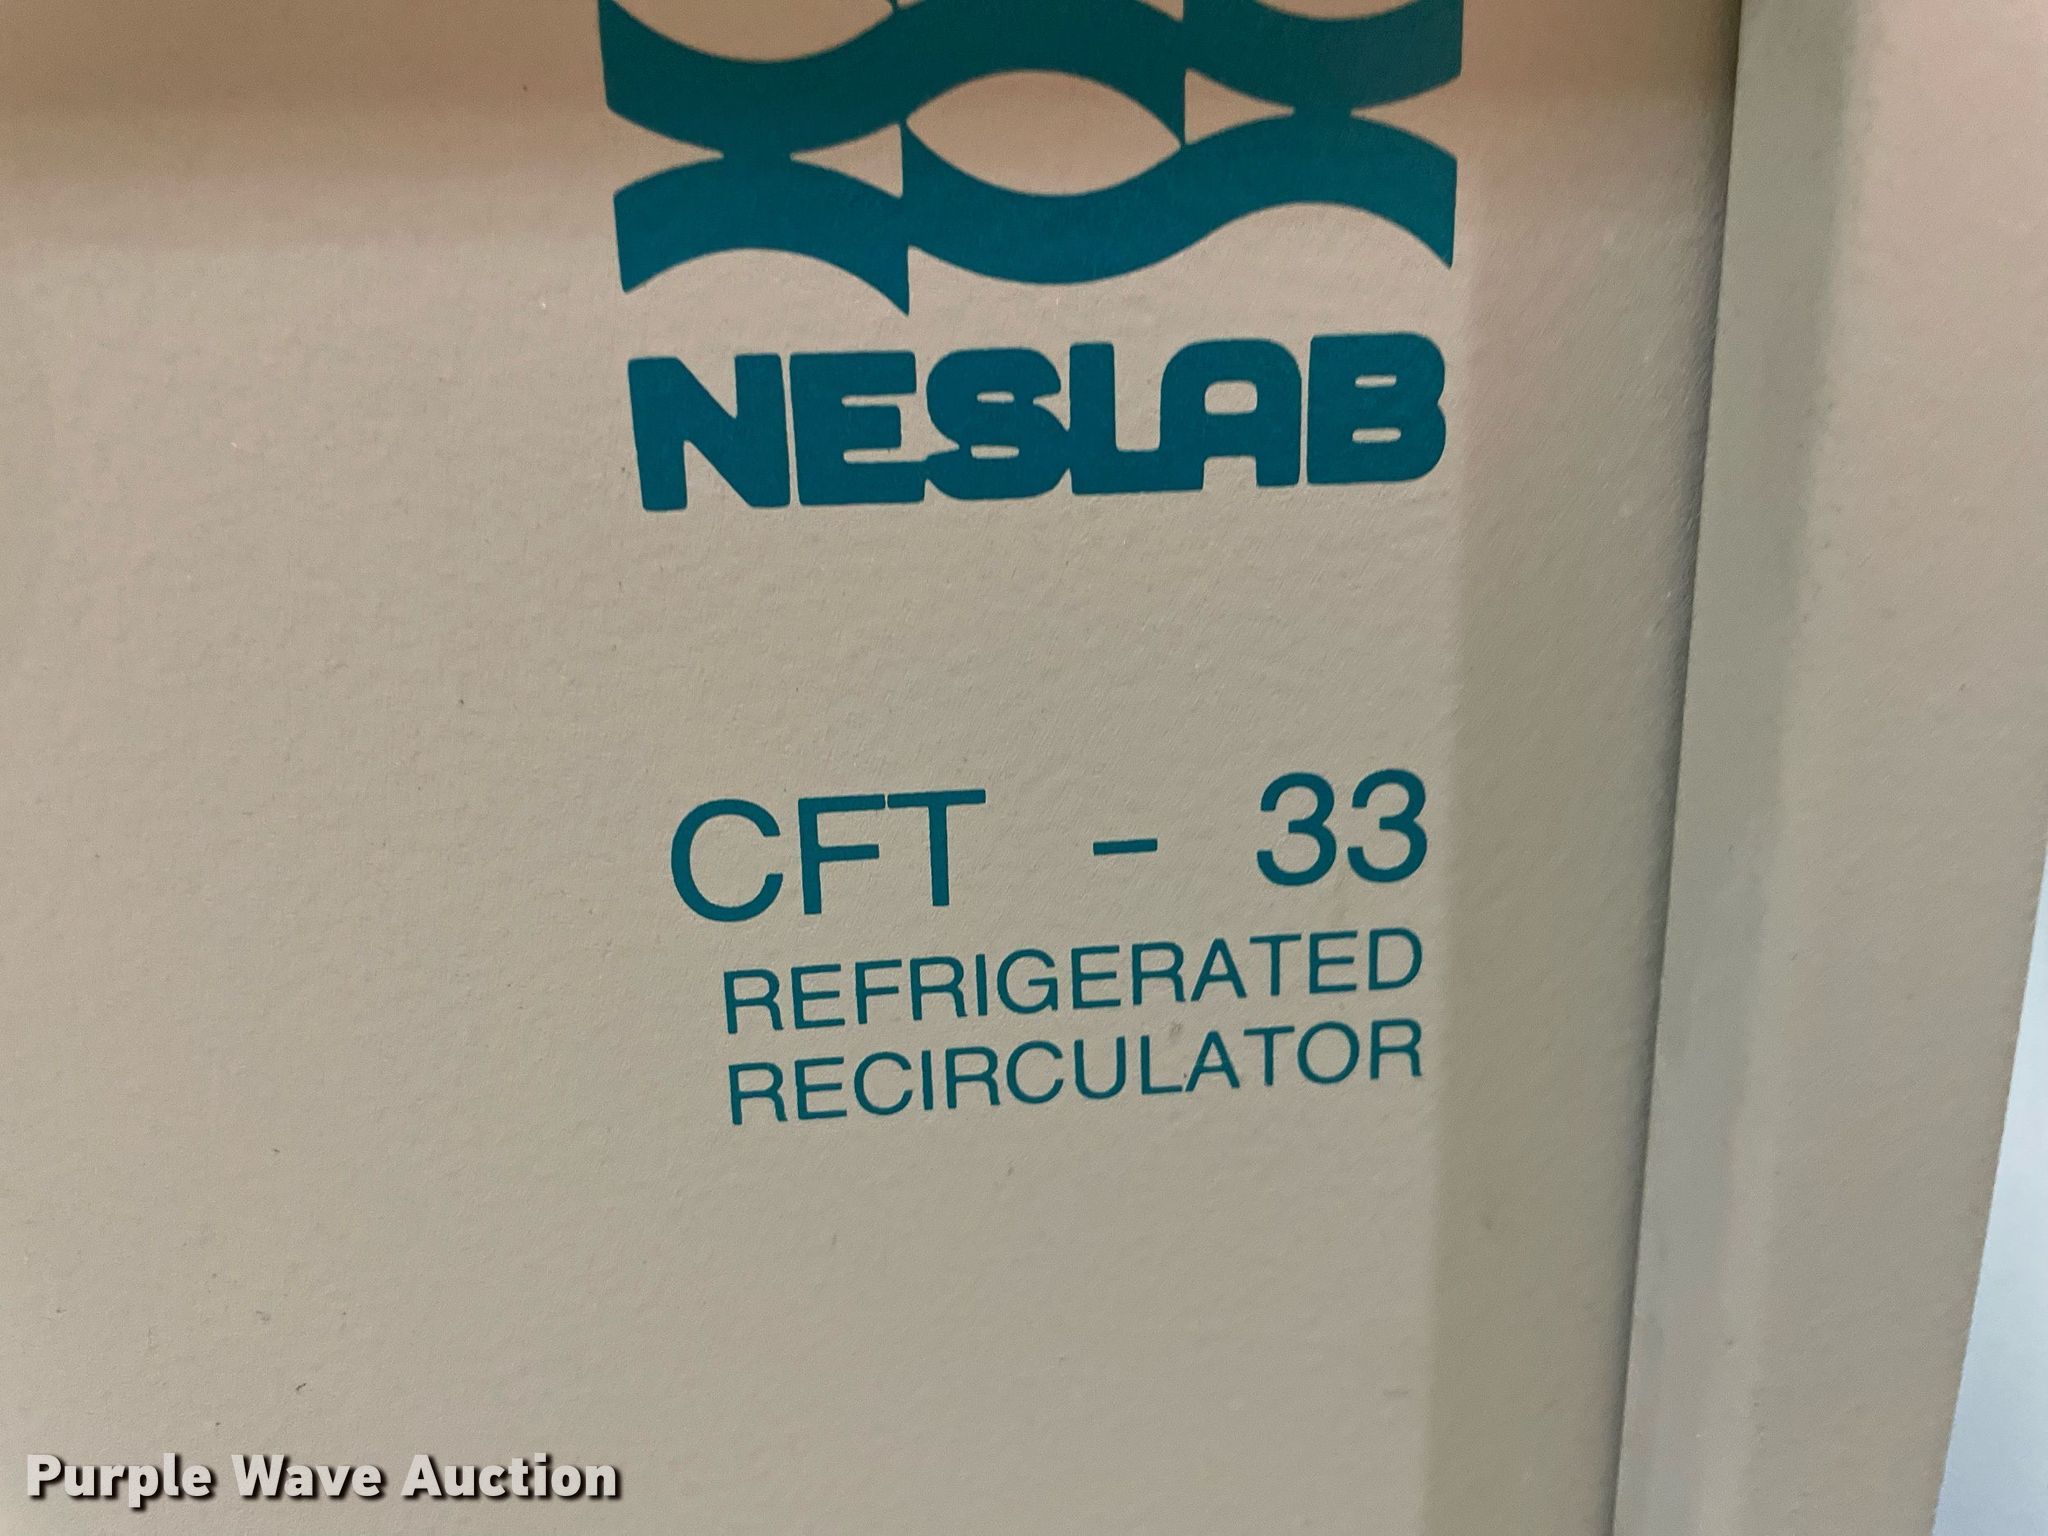 NESLAB
CFT - 33
REFRIGERATED
RECIRCULATOR
Purple Wave Auction